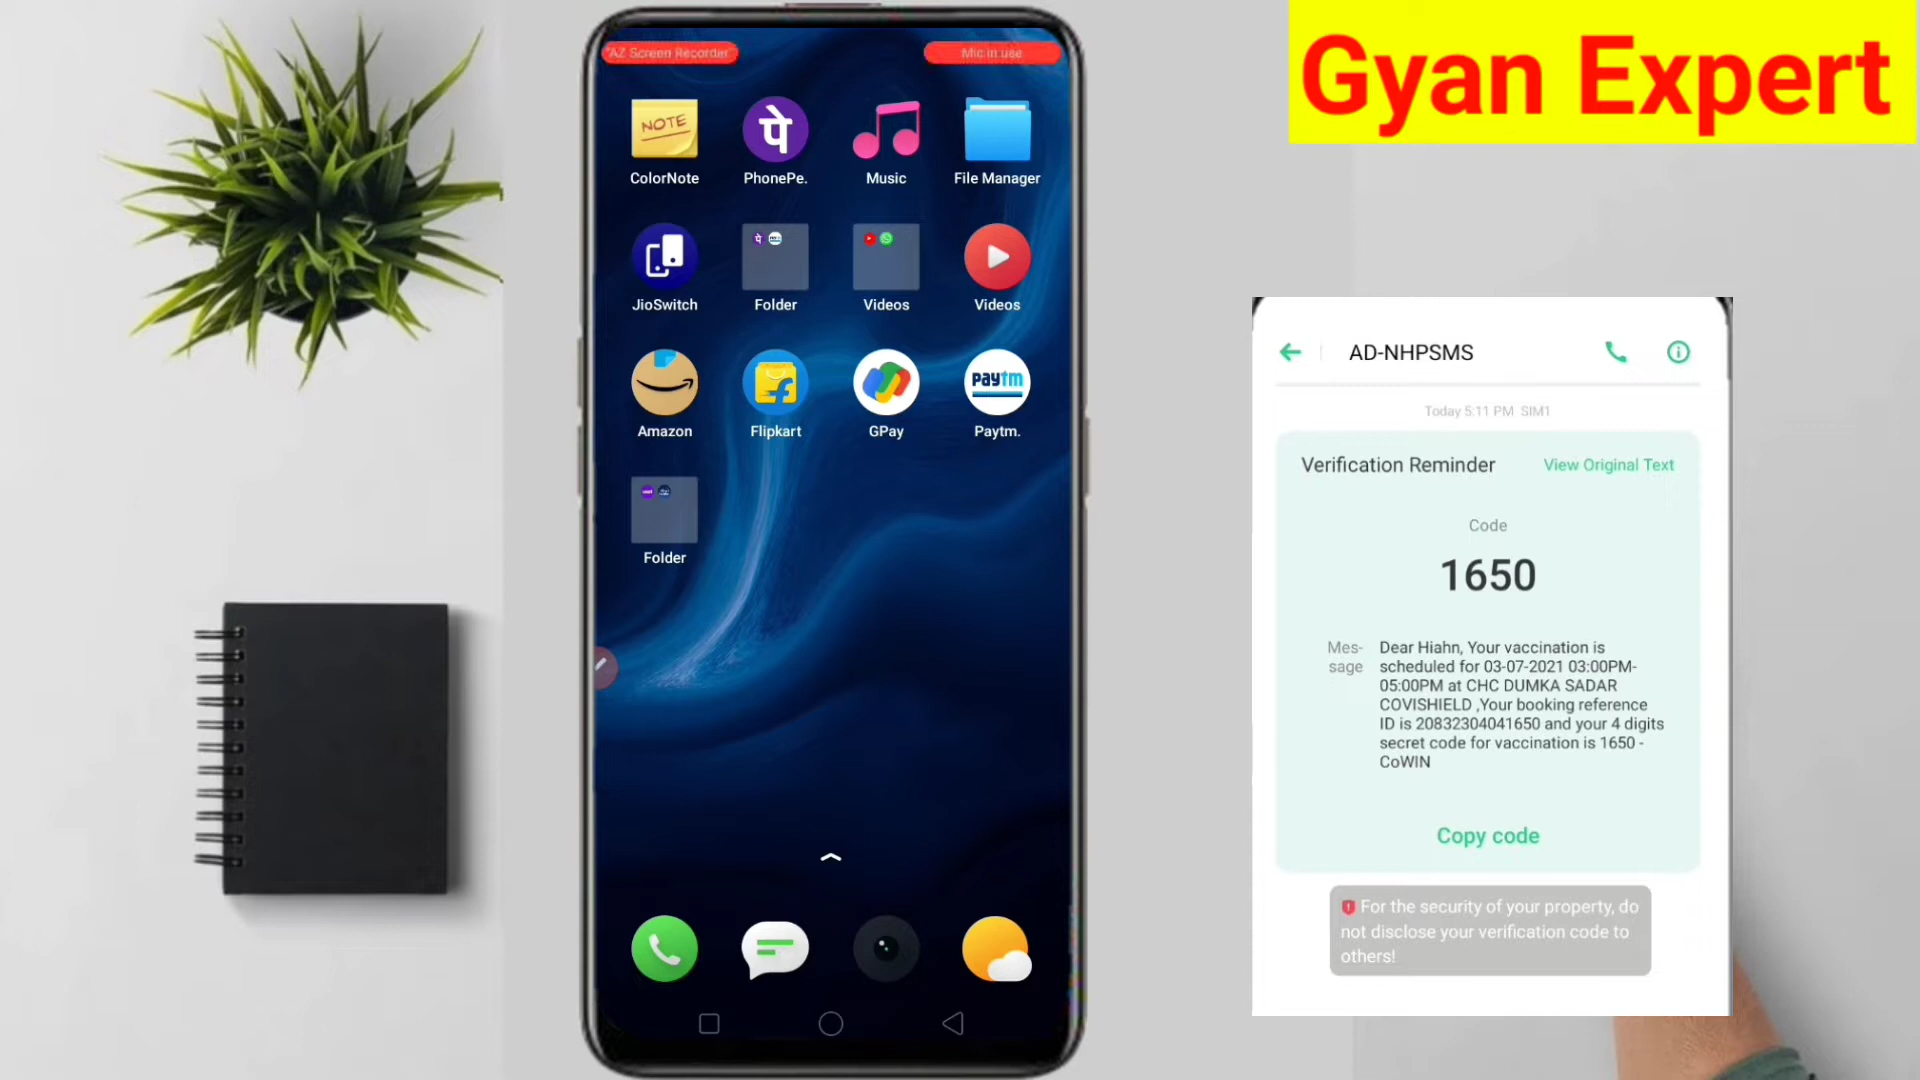 Gyan Expert
"AZ Screen Recorder"
Mic in use
NOTE
पे
ColorNote
PhonePe.
Music
File Manager
JioSwitch
Folder
Videos
Videos
paytm
Amazon
Flipkart
GPay
Paytm.
Folder
AD-NHPSMS
Today 5:11 PM SIM1
Verification Reminder
View Original Text
Code
1650
Mes-
sage
Dear Hiahn, Your vaccination is
scheduled for 03-07-2021 03:00PM-
05:00PM at CHC DUMKA SADAR
COVISHIELD ,Your booking reference
ID is 20832304041650 and your 4 digits
secret code for vaccination is 1650 -
CoWIN
Copy code
For the security of your property, do
not disclose your verification code to
others!